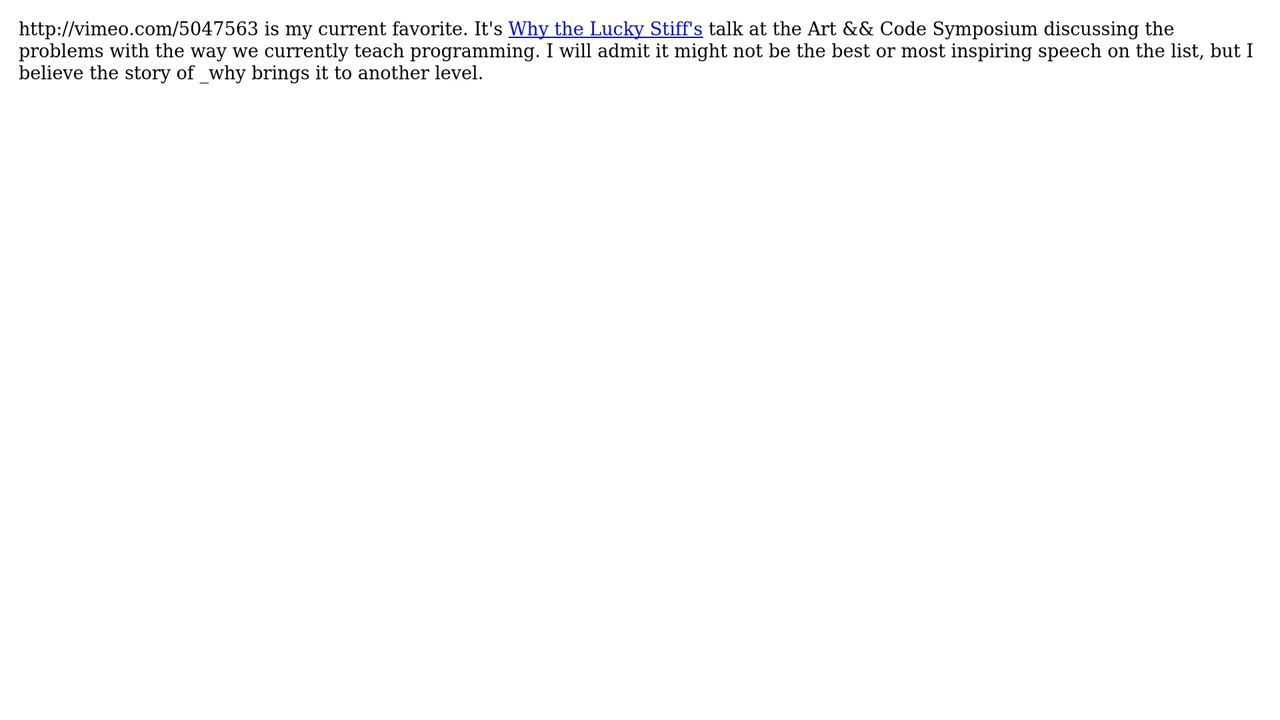 http://vimeo.com/5047563 is my current favorite. It's Why the Lucky Stiff's talk at the Art && Code Symposium discussing the
problems with the way we currently teach programming. I will admit it might not be the best or most inspiring speech on the list, but I
believe the story of _why brings it to another level.